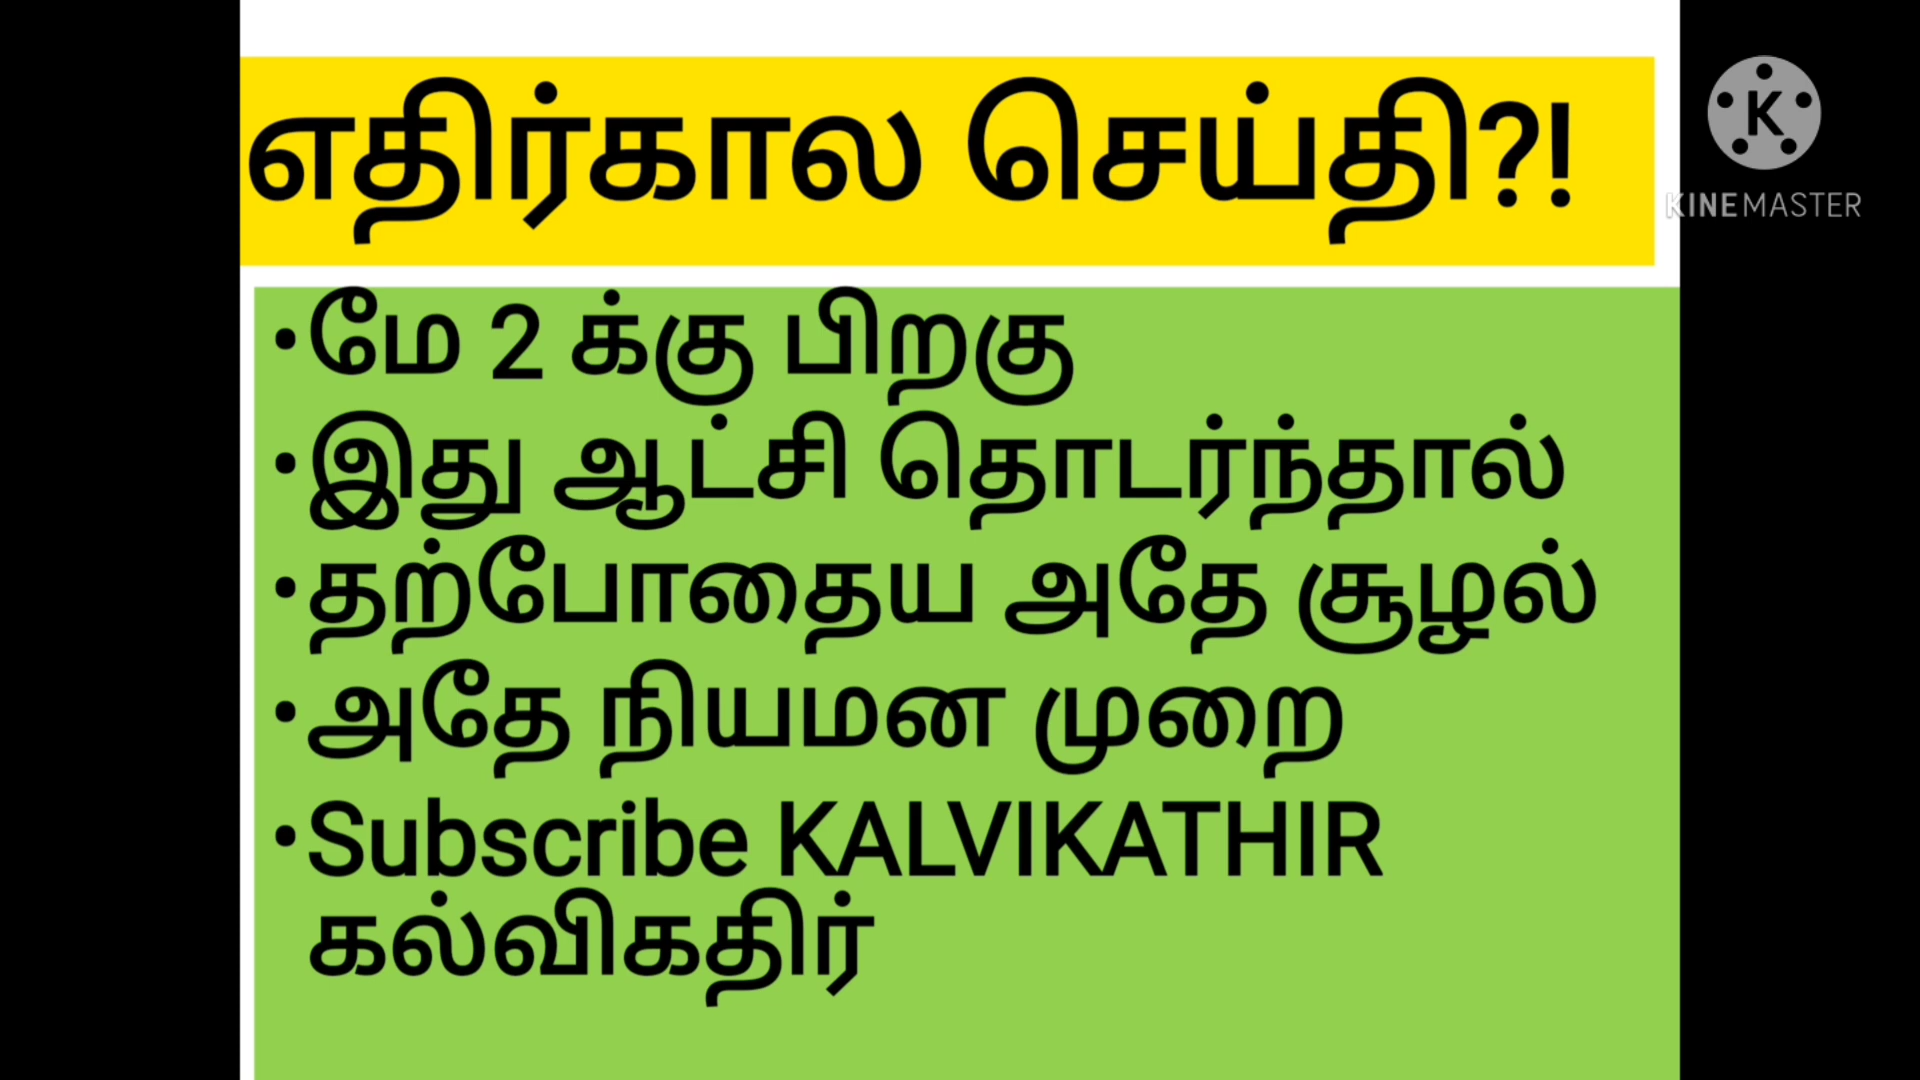 எதிர்கால செய்தி?!
KINEMASTER
•மே 2 க்கு பிறகு
•இது ஆட்சி தொடர்ந்தால்
•தற்போதைய அதே சூழல்
•அதே நியமன முறை
•Subscribe KALVIKATHIR
கல்விகதிர்